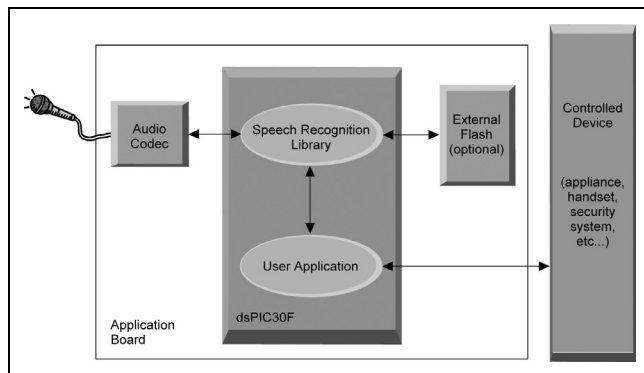 Audio
Codec
Speech Recognition
Library
External
Flash
(optional)
Controlled
Device
(appliance,
handset,
security
system,
etc...)
User Application
dsPIC30F
Application
Board